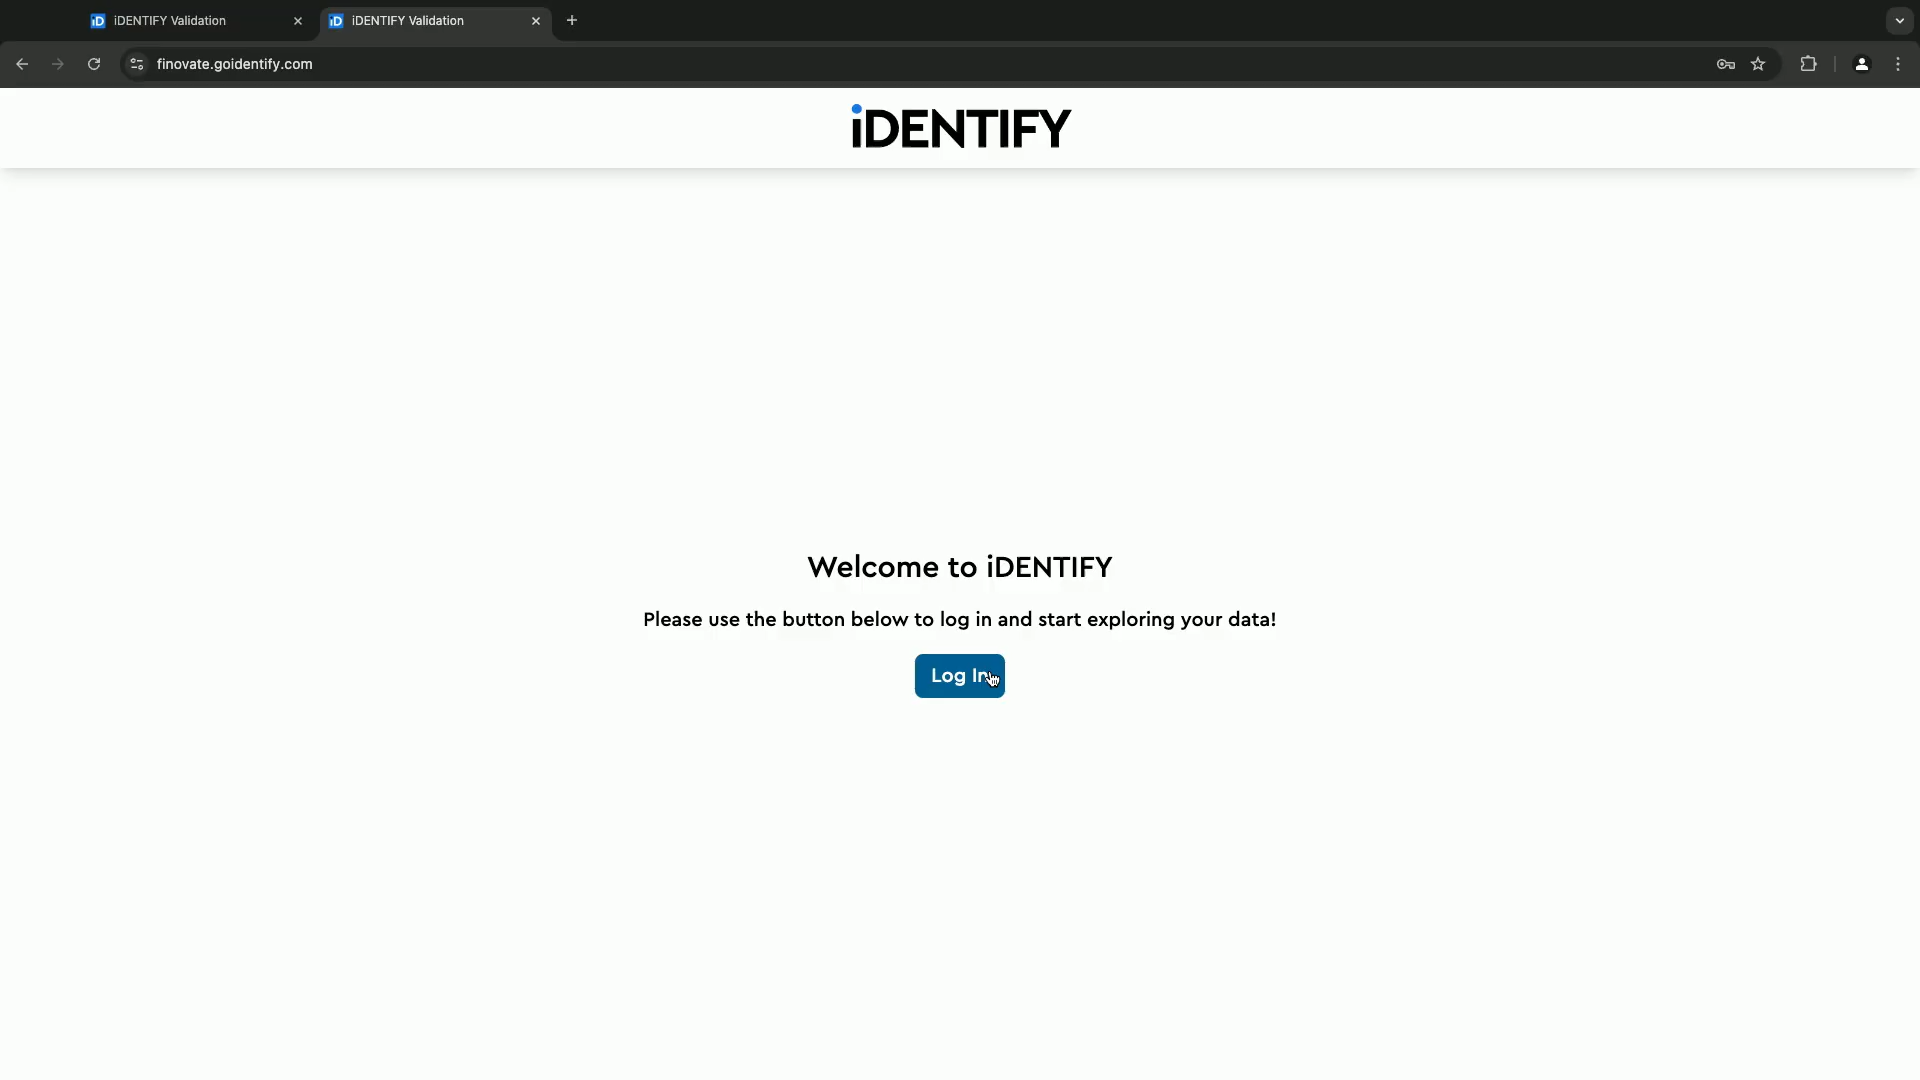 iDENTIFY Validation
iDENTIFY Validation
finovate.goidentify.com
iDENTIFY
Welcome to iDENTIFY
Please use the button below to log in and start exploring your data!
Log In